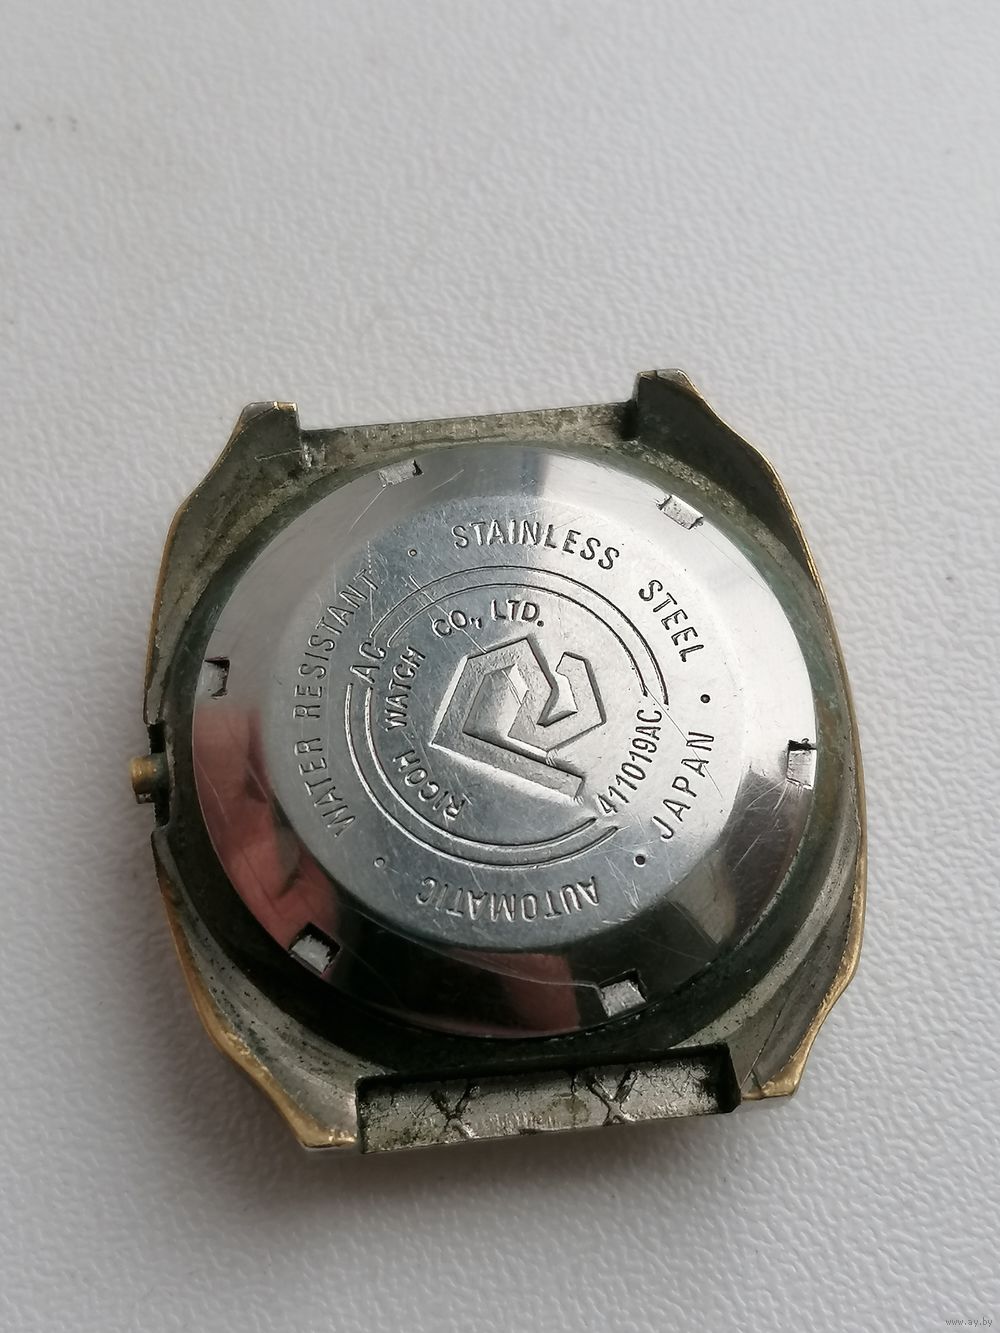 WATER RESISTANT • STAINLESS STEEL • JAPAN • AUTOMATIC •
AC
411019AC
RICOH WATCH CO., LTD.
www.ay.by